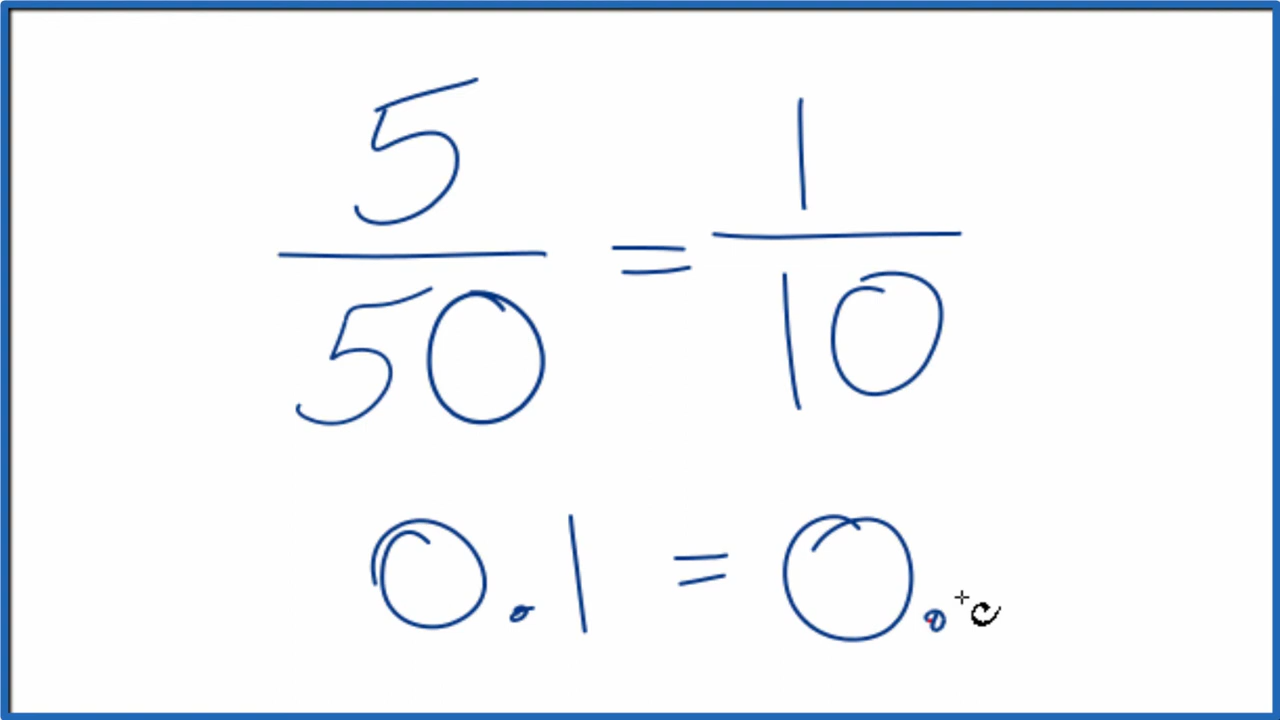 5/50 = 1/10
0.1 = 0.